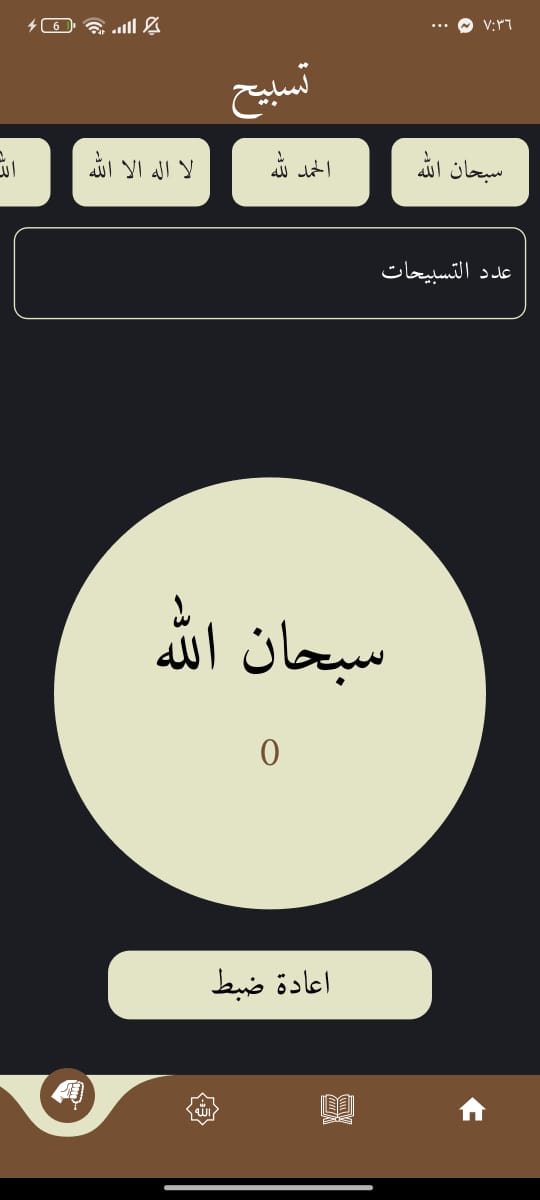 ٧:٣٦
6
تسبيح
سبحان الله
الحمد لله
لا اله الا الله
عدد التسبيحات
سبحان الله
0
اعادة ضبط
الله